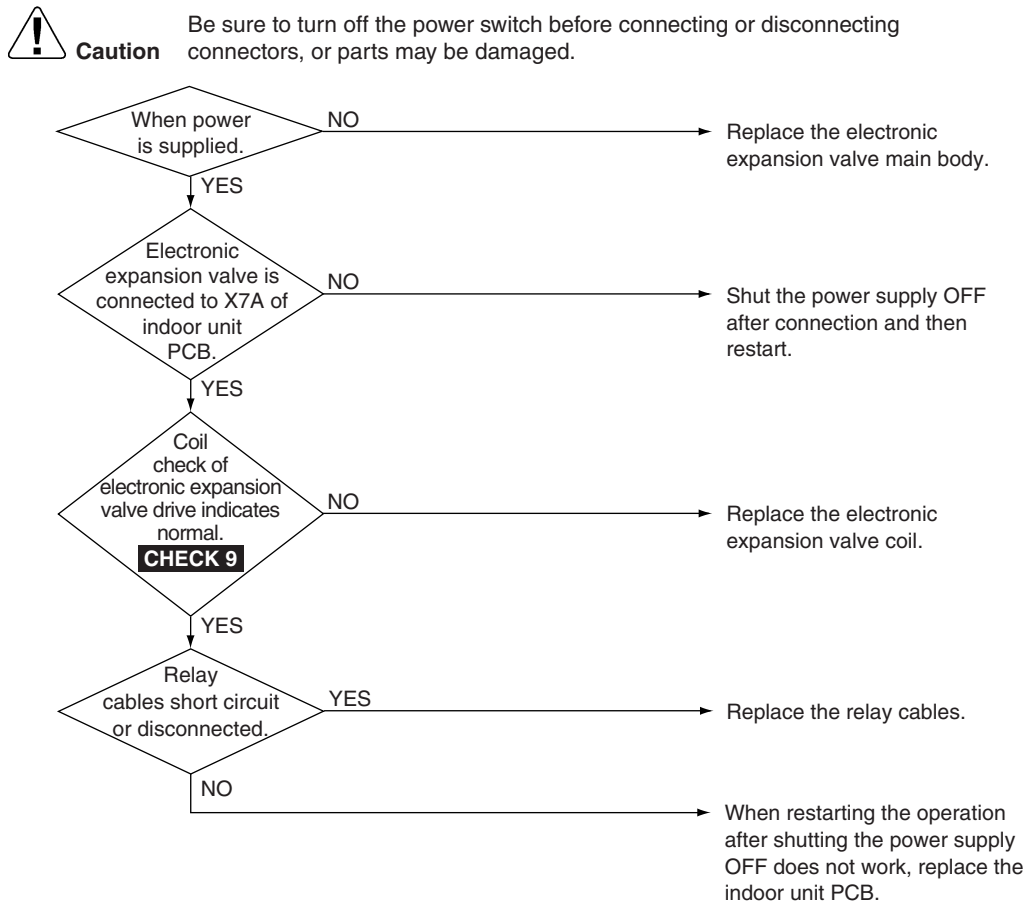 Be sure to turn off the power switch before connecting or disconnecting
Caution connectors, or parts may be damaged.
When power
is supplied.
NO
Replace the electronic
expansion valve main body.
YES
Electronic
expansion valve is
connected to X7A of
indoor unit
PCB.
NO
Shut the power supply OFF
after connection and then
restart.
YES
Coil
check of
electronic expansion
valve drive indicates
normal.
CHECK 9
NO
Replace the electronic
expansion valve coil.
YES
Relay
cables short circuit
or disconnected.
YES
Replace the relay cables.
NO
When restarting the operation
after shutting the power supply
OFF does not work, replace the
indoor unit PCB.